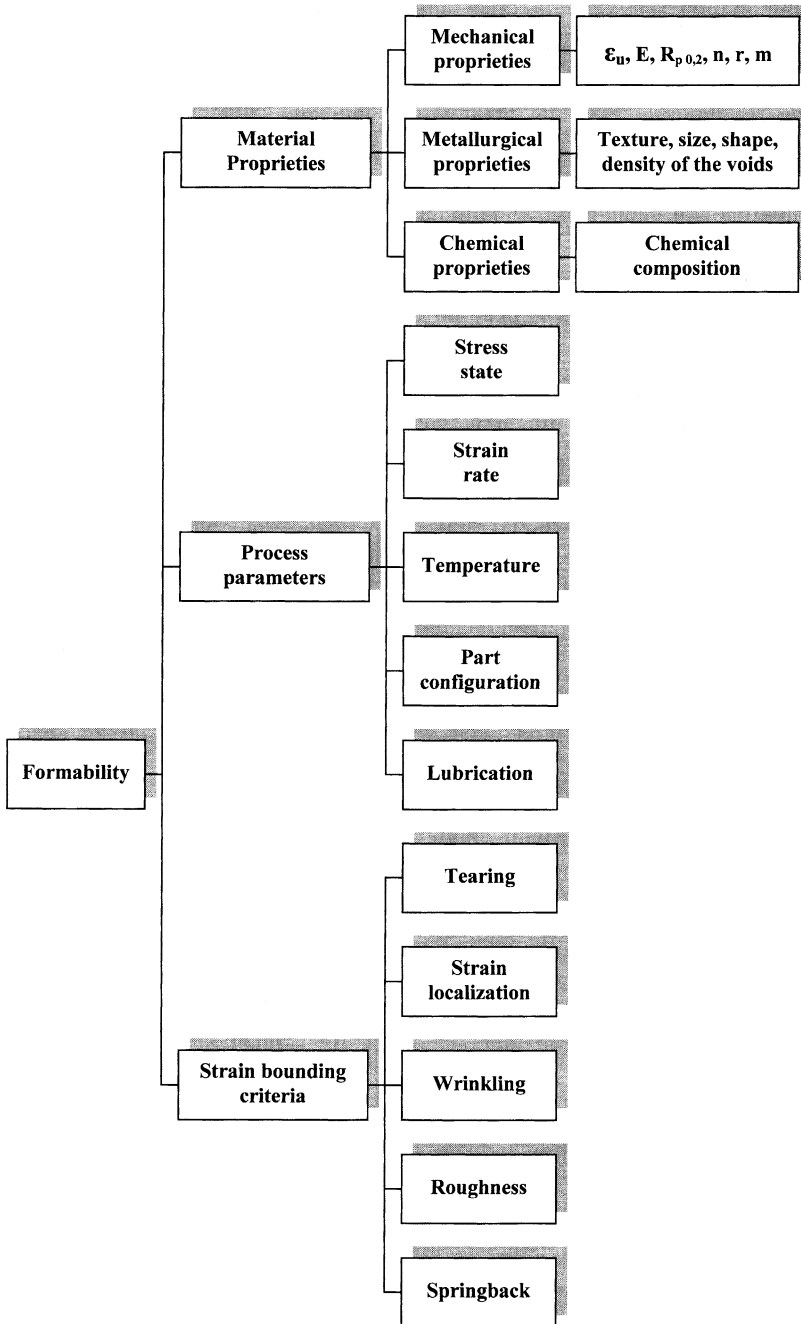 Mechanical
proprieties
εu, E, Rp 0,2, n, r, m
Material
Proprieties
Metallurgical
proprieties
Texture, size, shape,
density of the voids
Chemical
proprieties
Chemical
composition
Stress
state
Strain
rate
Process
parameters
Temperature
Part
configuration
Formability
Lubrication
Tearing
Strain
localization
Strain bounding
criteria
Wrinkling
Roughness
Springback